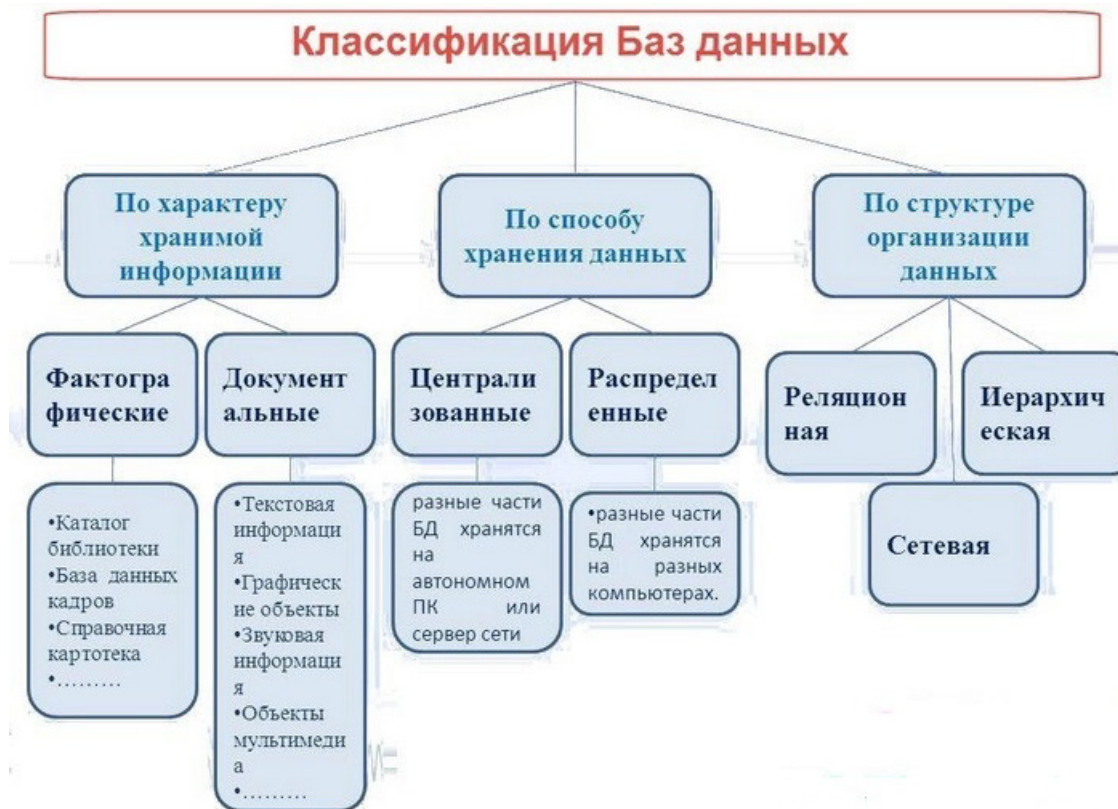 Классификация Баз данных
По характеру
хранимой
информации
По способу
хранения данных
По структуре
организации
данных
Фактогра
фические
Документ
альные
Централи
зованные
Распредел
енные
Реляцион
ная
Иерархич
еская
Сетевая
•Каталог
библиотеки
•База данных
кадров
•Справочная
картотека
•………
•Текстовая
информаци
я
•Графическ
ие объекты
•Звуковая
информаци
я
•Объекты
мультимеди
а
•………
разные части
БД хранятся
на
автономном
ПК или
сервер сети
•разные части
БД хранятся
на разных
компьютерах.